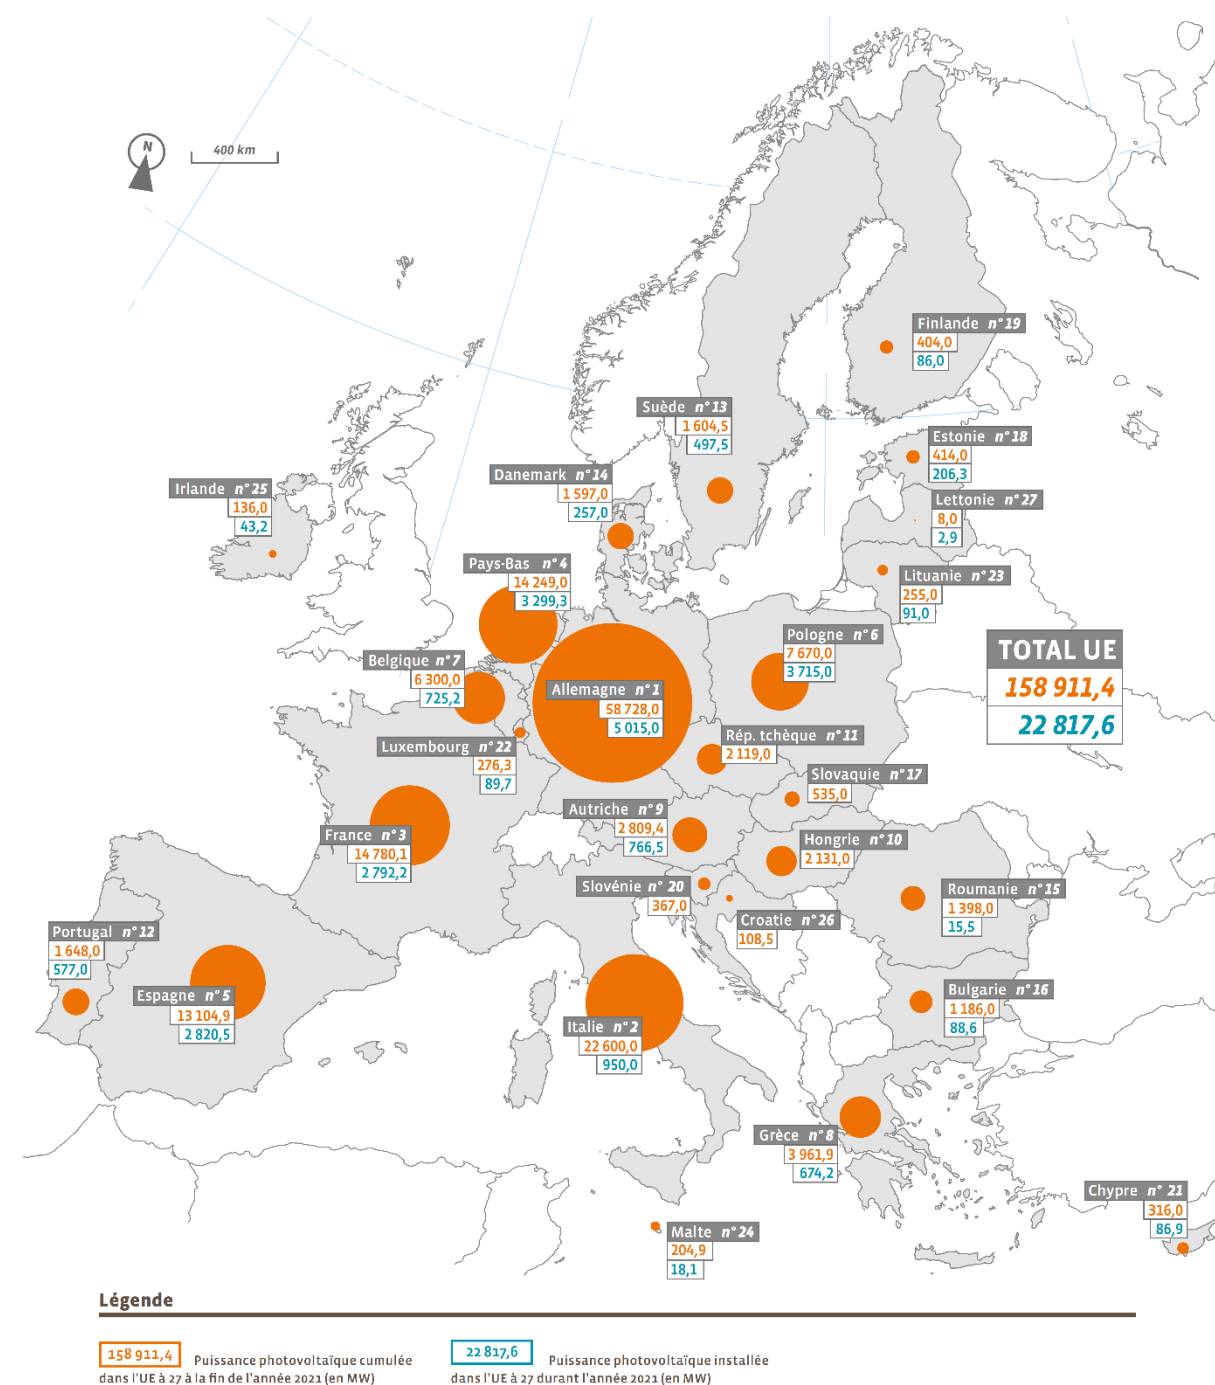 N
400 km
Finlande n° 19
404,0
86,0
Suède n° 13
1 604,5
497,5
Estonie n° 18
414,0
206,3
Danemark n° 14
1 597,0
257,0
Irlande n° 25
136,0
43,2
Lettonie n° 27
8,0
2,9
Pays-Bas n° 4
14 249,0
3 299,3
Lituanie n° 23
255,0
91,0
Pologne n° 6
7 670,0
3 715,0
TOTAL UE
158 911,4
22 817,6
Belgique n° 7
6 300,0
725,2
Allemagne n° 1
58 728,0
5 015,0
Luxembourg n° 22
276,3
89,7
Rép. tchèque n° 11
2 119,0
Slovaquie n° 17
535,0
Autriche n° 9
2 809,4
766,5
France n° 3
14 780,1
2 792,2
Hongrie n° 10
2 131,0
Slovénie n° 20
367,0
Roumanie n° 15
1 398,0
15,5
Croatie n° 26
108,5
Portugal n° 12
1 648,0
577,0
Espagne n° 5
13 104,9
2 820,5
Bulgarie n° 16
1 186,0
88,6
Italie n° 2
22 600,0
950,0
Grèce n° 8
3 961,9
674,2
Chypre n° 21
316,0
86,9
Malte n° 24
204,9
18,1
Légende
158 911,4 Puissance photovoltaïque cumulée
dans l'UE à 27 à la fin de l'année 2021 (en MW)
22 817,6 Puissance photovoltaïque installée
dans l'UE à 27 durant l'année 2021 (en MW)